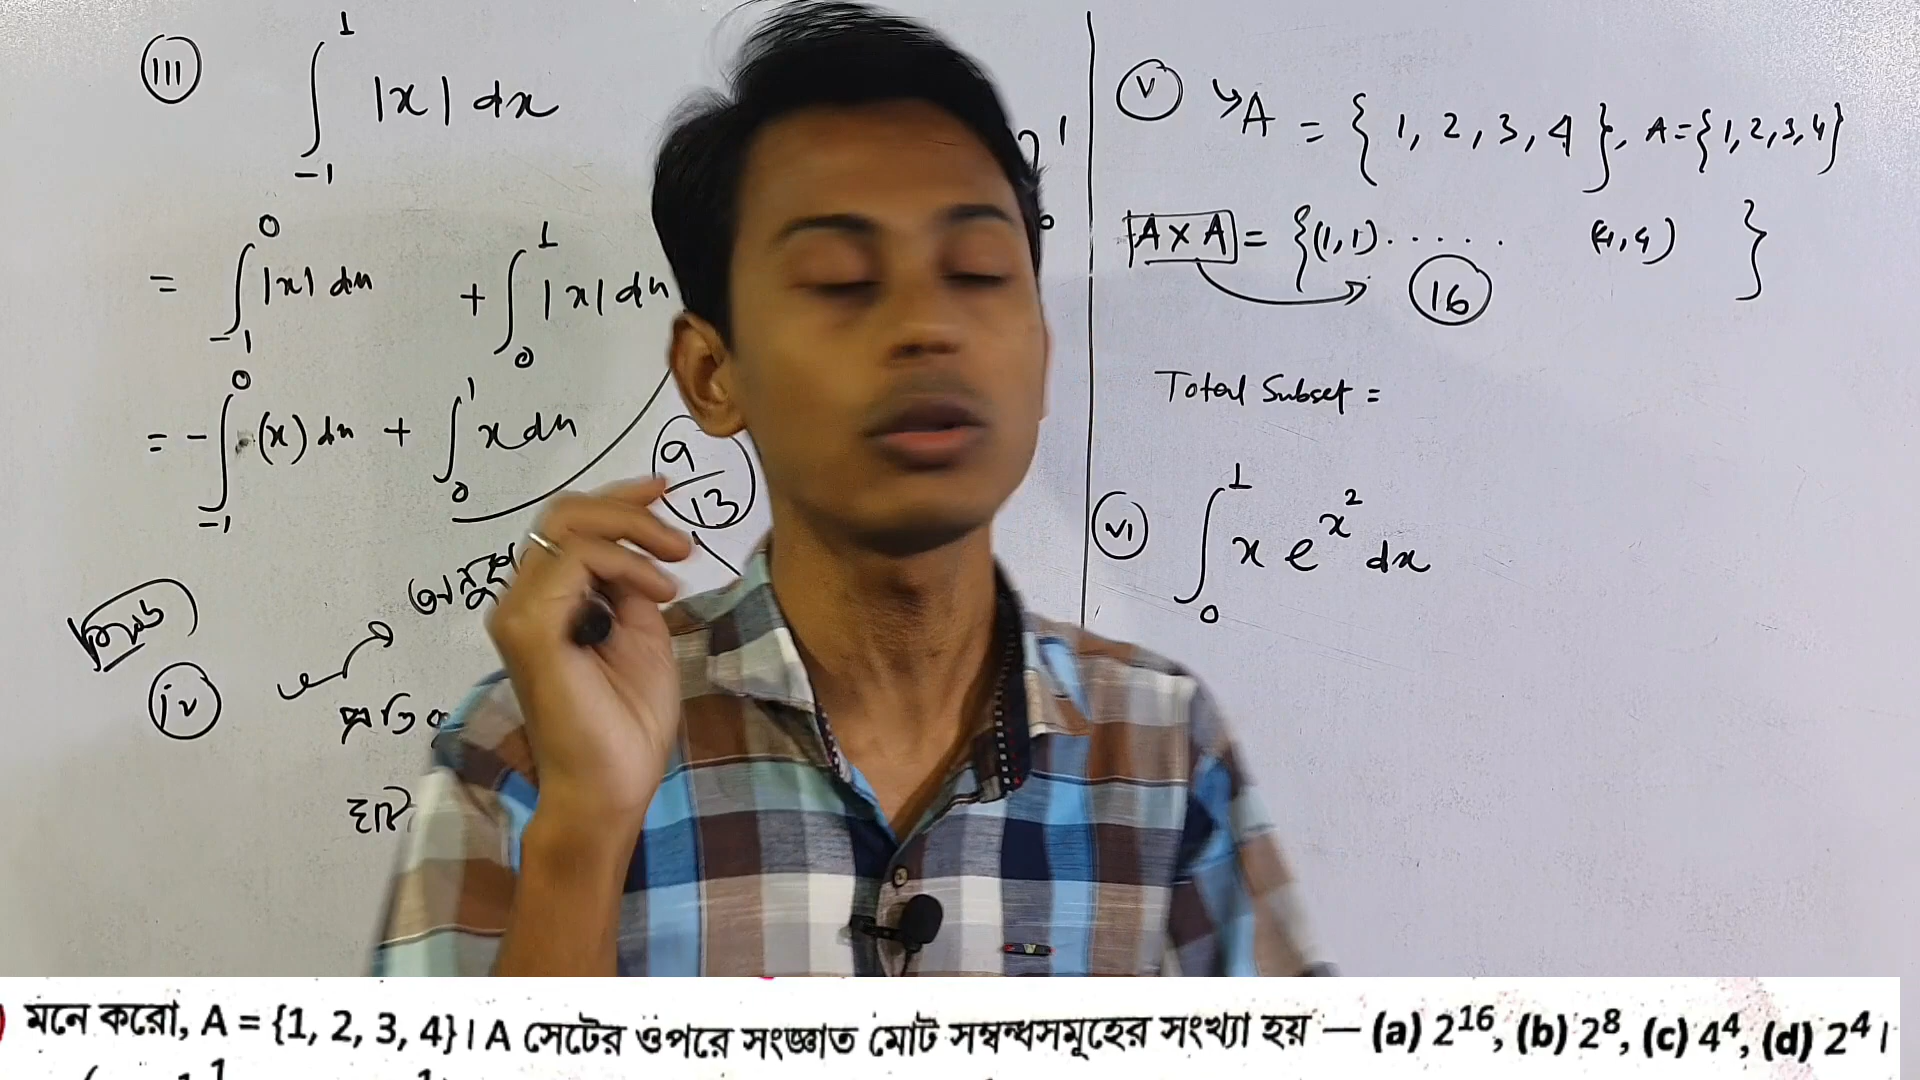 (iii) ∫₋₁¹ |x| dx
= ∫₋₁⁰ |x| dx + ∫₀¹ |x| dx
= - ∫₋₁⁰ (x) dx + ∫₀¹ x dx
9/13
(iv)
(v) A = {1, 2, 3, 4}, A = {1, 2, 3, 4}
A × A = {(1,1) ..... (4,4) }
16
Total Subset =
(vi) ∫₀¹ x e^x² dx
মনে করো, A = {1, 2, 3, 4}। A সেটের ওপরে সংজ্ঞাত মোট সম্বন্ধসমূহের সংখ্যা হয় — (a) 2¹⁶, (b) 2⁸, (c) 4⁴, (d) 2⁴।